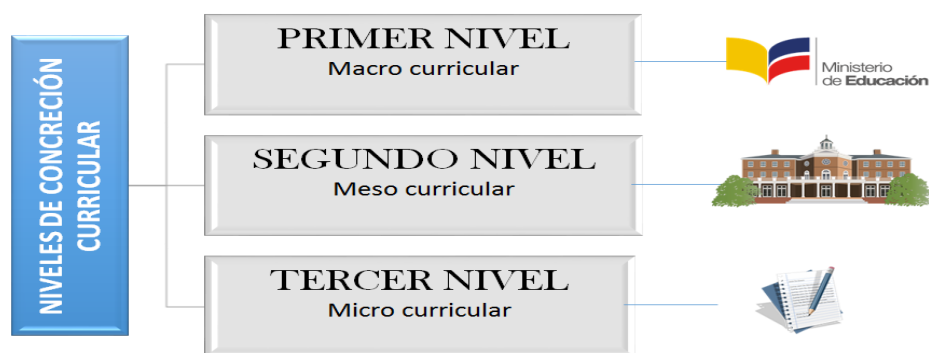 NIVELES DE CONCRECIÓN
CURRICULAR
PRIMER NIVEL
Macro curricular
Ministerio
de Educación
SEGUNDO NIVEL
Meso curricular
TERCER NIVEL
Micro curricular